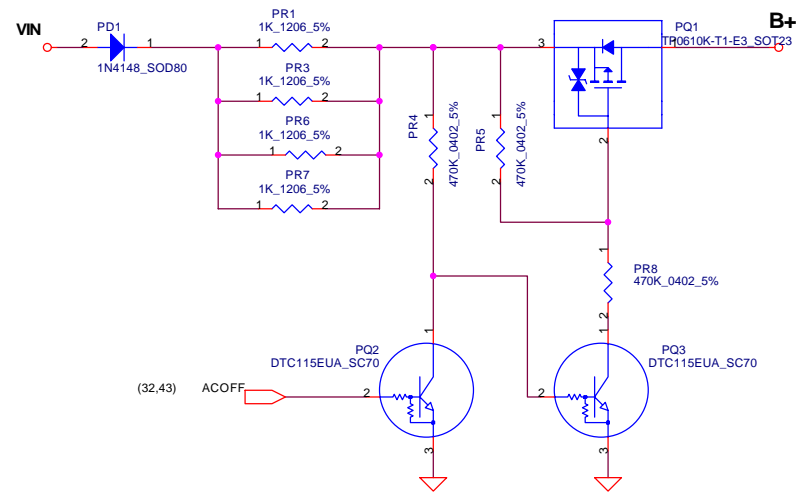 VIN
PD1
2
1
1N4148_SOD80
PR1
1K_1206_5%
1
2
PR3
1K_1206_5%
1
2
PR6
1K_1206_5%
1
2
PR7
1K_1206_5%
1
2
PR4
470K_0402_5%
1
2
PR5
470K_0402_5%
1
2
B+
PQ1
TP0610K-T1-E3_SOT23
3
1
2
PR8
470K_0402_5%
1
2
PQ2
DTC115EUA_SC70
1
2
3
PQ3
DTC115EUA_SC70
1
2
3
(32,43)
ACOFF